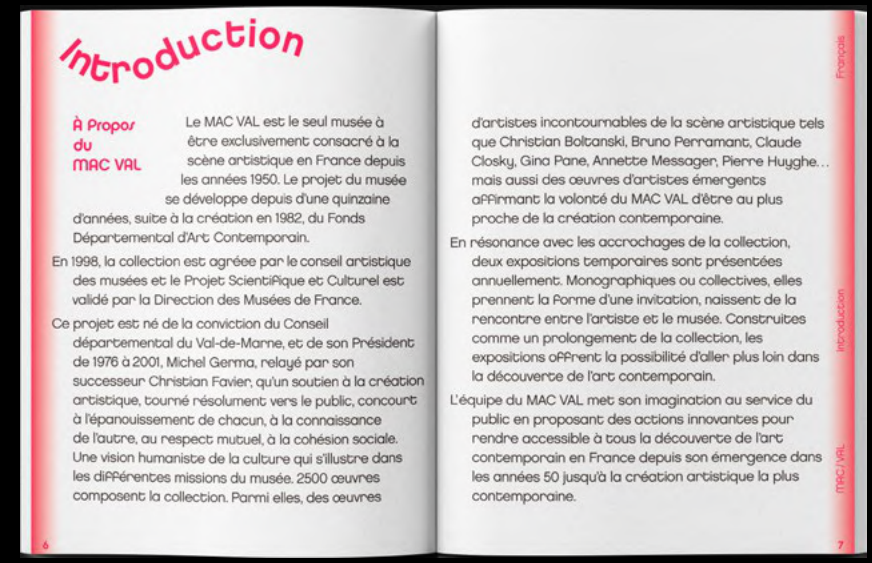 Introduction
À Propos
du
MAC VAL
Le MAC VAL est le seul musée à
être exclusivement consacré à la
scène artistique en France depuis
les années 1950. Le projet du musée
se développe depuis d'une quinzaine
d'années, suite à la création en 1982, du Fonds
Départemental d'Art Contemporain.
En 1998, la collection est agréee par le conseil artistique
des musées et le Projet Scientifique et Culturel est
validé par la Direction des Musées de France.
Ce projet est né de la conviction du Conseil
départemental du Val-de-Marne, et de son Président
de 1976 à 2001, Michel Germa, relayé par son
successeur Christian Favier, qu'un soutien à la création
artistique, tourné résolument vers le public, concourt
à l'épanouissement de chacun, à la connaissance
de l'autre, au respect mutuel, à la cohésion sociale.
Une vision humaniste de la culture qui s'illustre dans
les différentes missions du musée. 2500 œuvres
composent la collection. Parmi elles, des œuvres
6
d'artistes incontournables de la scène artistique tels
que Christian Boltanski, Bruno Perramant, Claude
Closky, Gina Pane, Annette Messager, Pierre Huyghe...
mais aussi des œuvres d'artistes émergents
affirmant la volonté du MAC VAL d'être au plus
proche de la création contemporaine.
En résonance avec les accrochages de la collection,
deux expositions temporaires sont présentées
annuellement. Monographiques ou collectives, elles
prennent la forme d'une invitation, naissent de la
rencontre entre l'artiste et le musée. Construites
comme un prolongement de la collection, les
expositions offrent la possibilité d'aller plus loin dans
la découverte de l'art contemporain.
L'équipe du MAC VAL met son imagination au service du
public en proposant des actions innovantes pour
rendre accessible à tous la découverte de l'art
contemporain en France depuis son émergence dans
les années 50 jusqu'à la création artistique la plus
contemporaine.
Français
Introduction
MAC/VAL
7